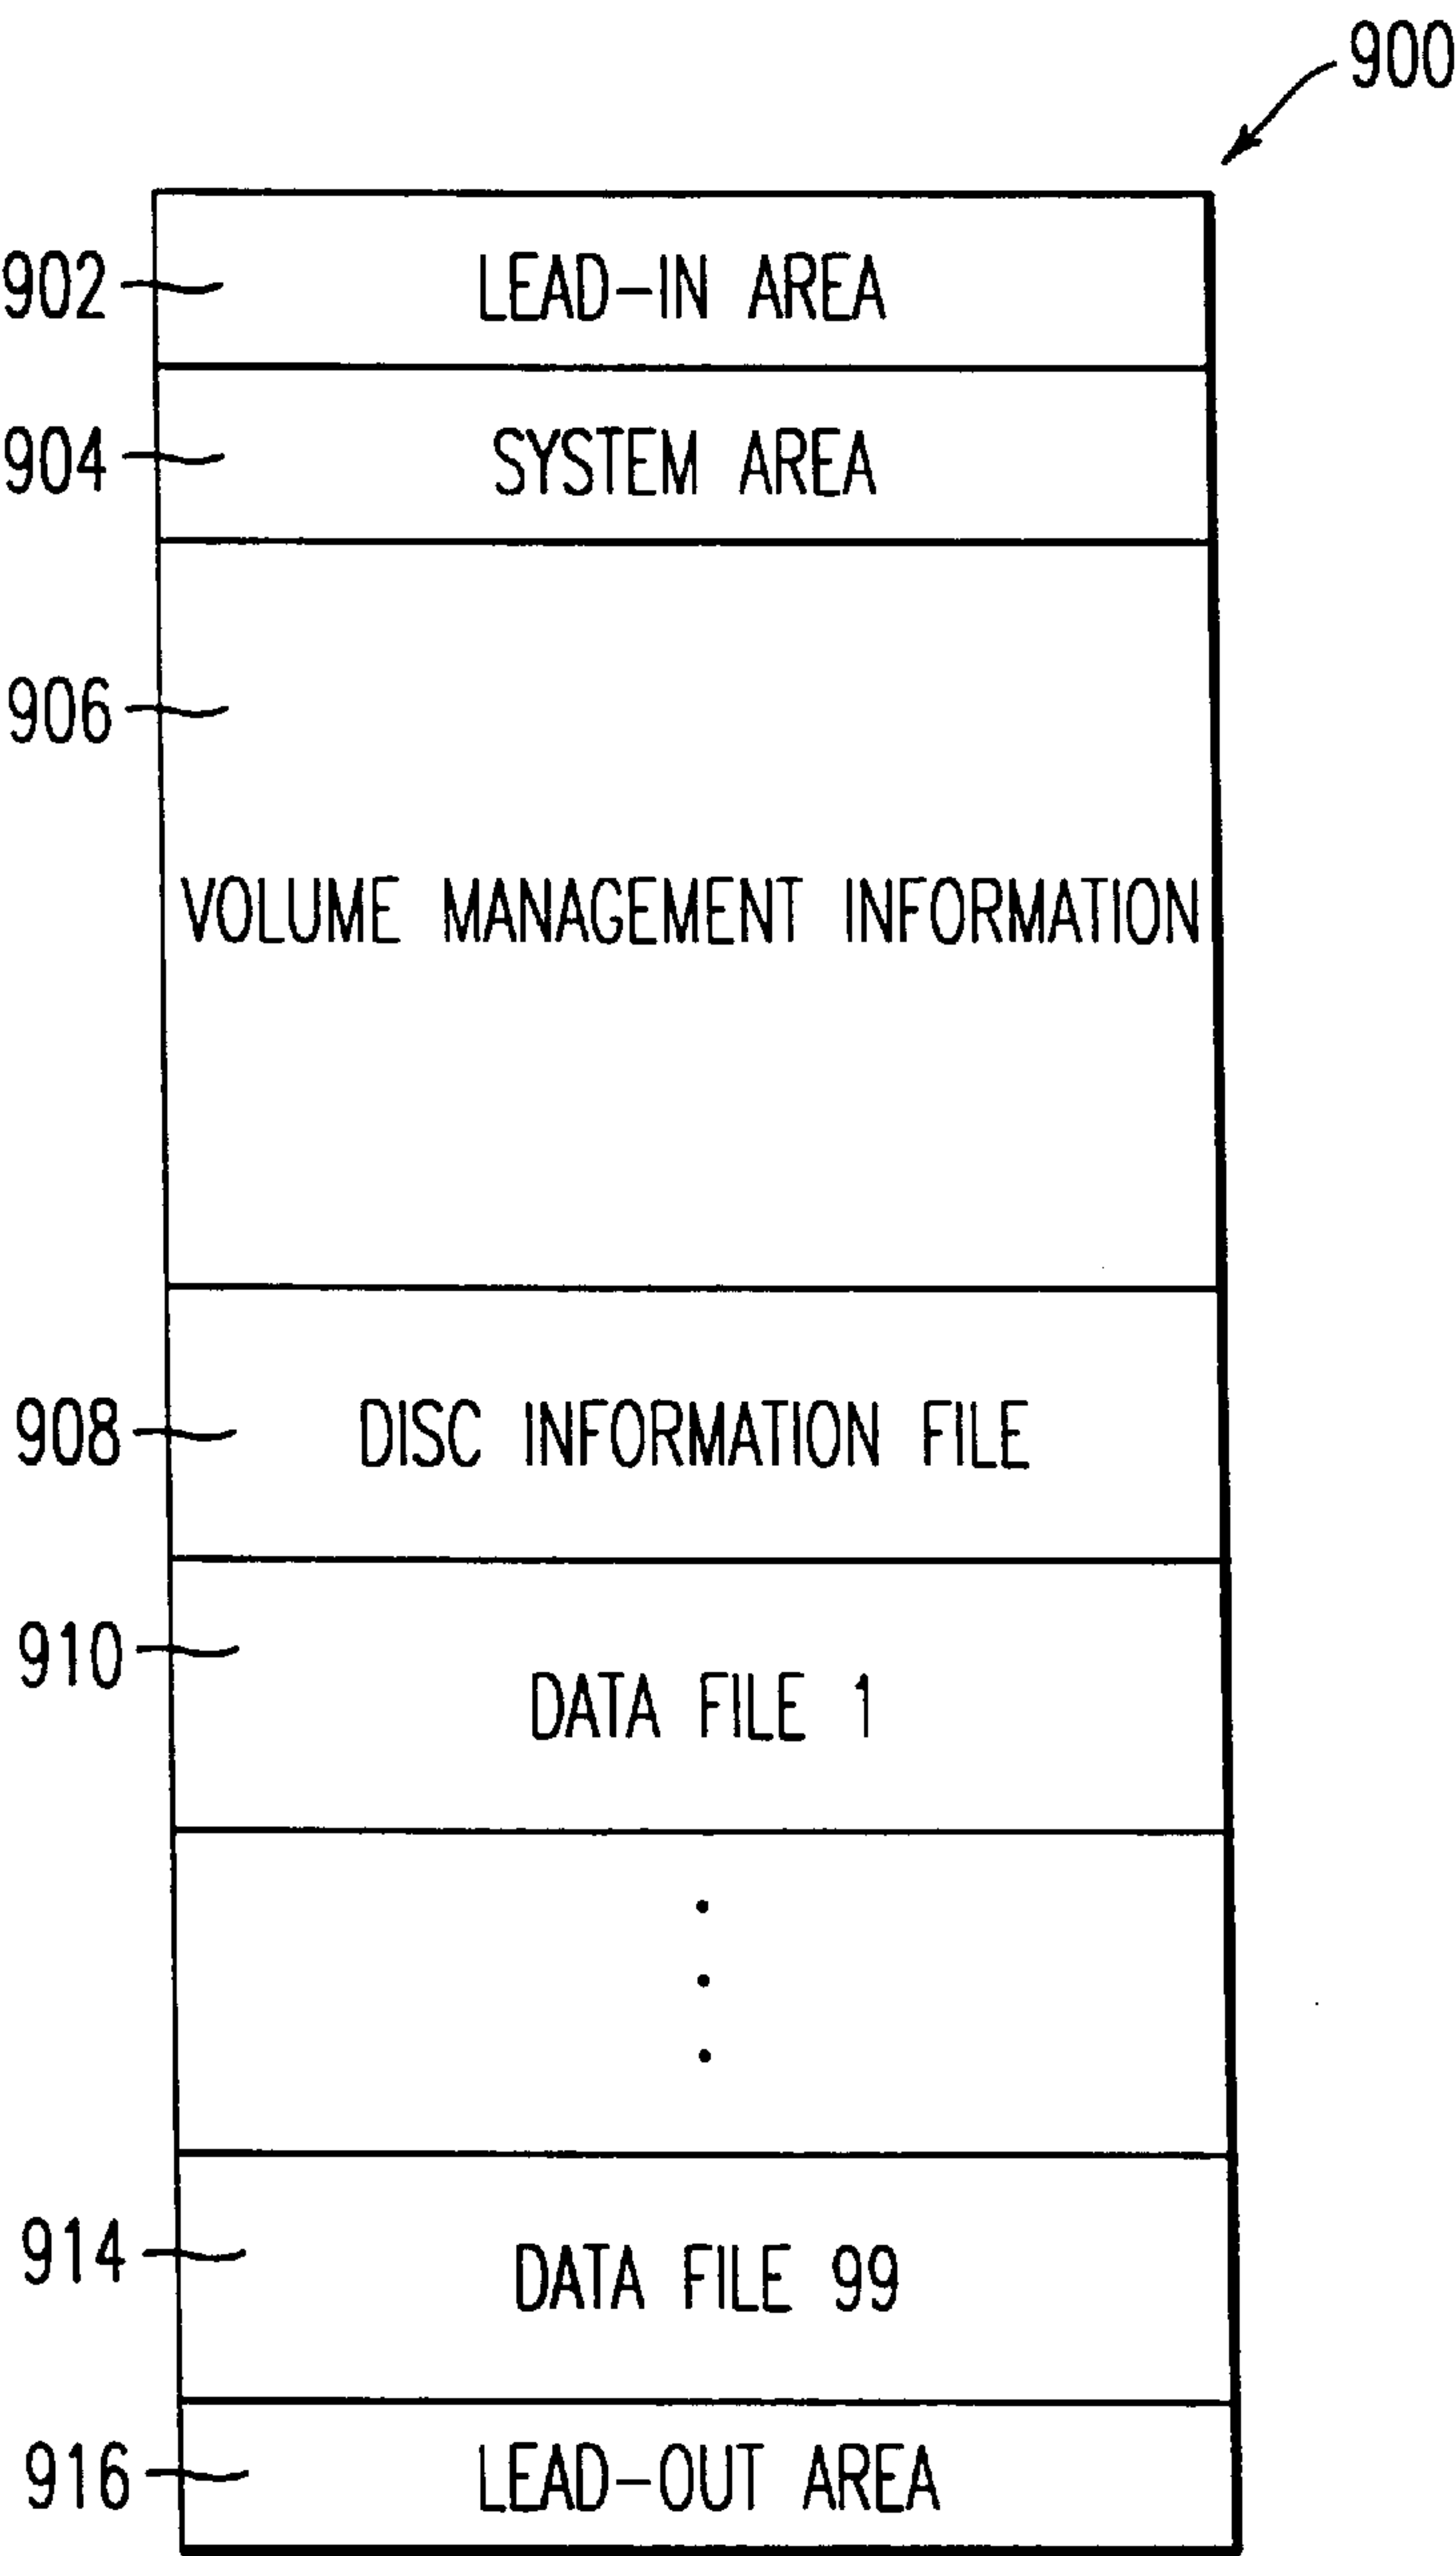 900
902 LEAD-IN AREA
904 SYSTEM AREA
906
VOLUME MANAGEMENT INFORMATION
908 DISC INFORMATION FILE
910
DATA FILE 1
914 DATA FILE 99
916 LEAD-OUT AREA